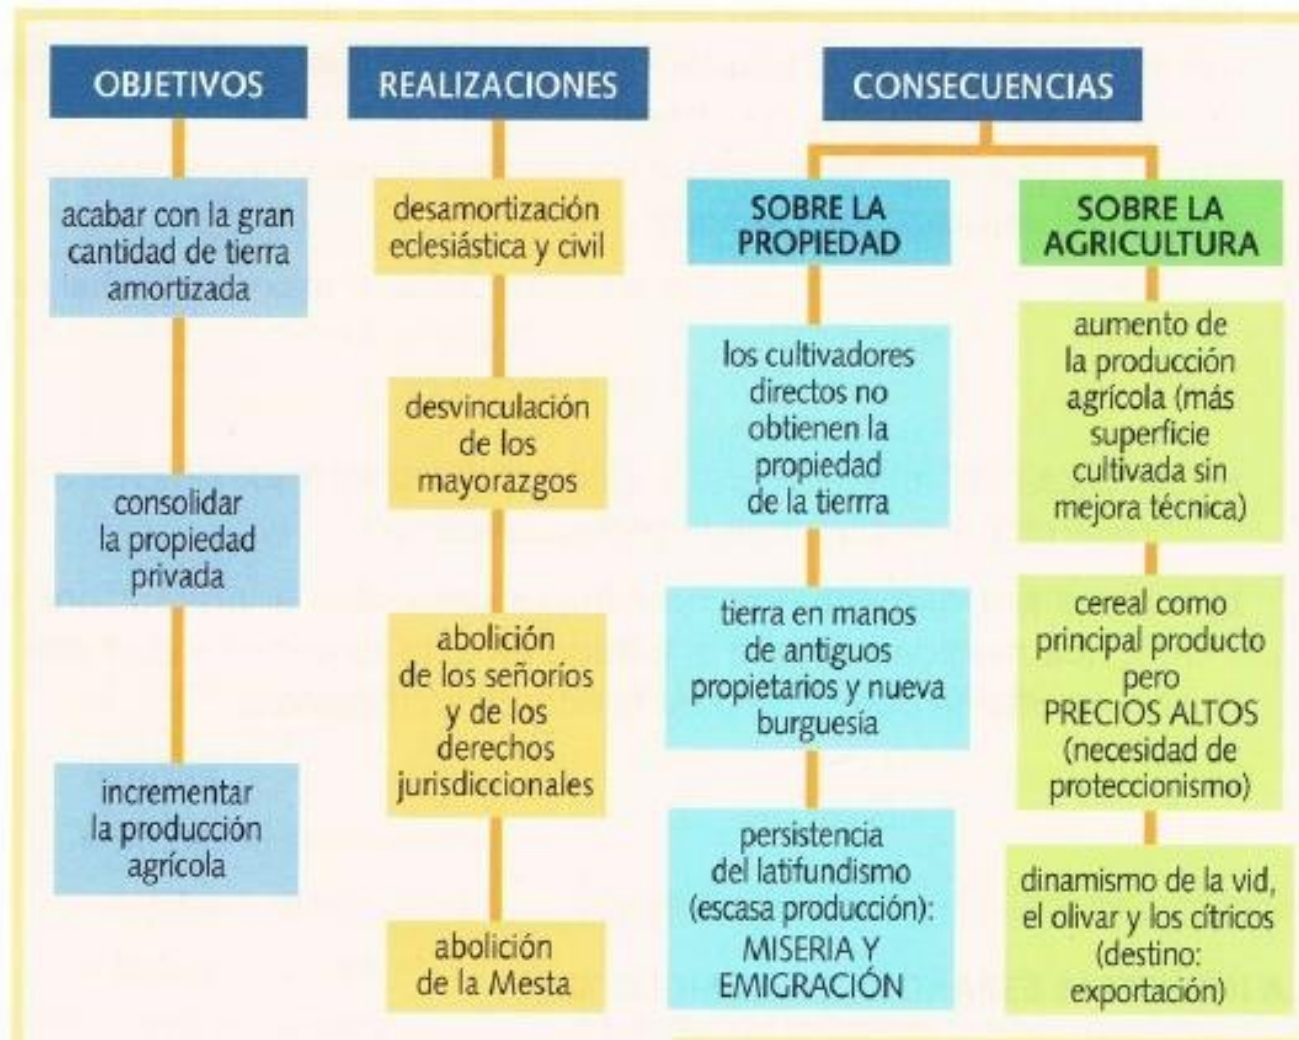 OBJETIVOS
acabar con la gran
cantidad de tierra
amortizada
consolidar
la propiedad
privada
incrementar
la producción
agrícola
REALIZACIONES
desamortización
eclesiástica y civil
desvinculación
de los
mayorazgos
abolición
de los señoríos
y de los
derechos
jurisdiccionales
abolición
de la Mesta
CONSECUENCIAS
SOBRE LA
PROPIEDAD
los cultivadores
directos no
obtienen la
propiedad
de la tierrra
tierra en manos
de antiguos
propietarios y nueva
burguesía
persistencia
del latifundismo
(escasa producción):
MISERIA Y
EMIGRACIÓN
SOBRE LA
AGRICULTURA
aumento de
la producción
agrícola (más
superficie
cultivada sin
mejora técnica)
cereal como
principal producto
pero
PRECIOS ALTOS
(necesidad de
proteccionismo)
dinamismo de la vid,
el olivar y los cítricos
(destino:
exportación)